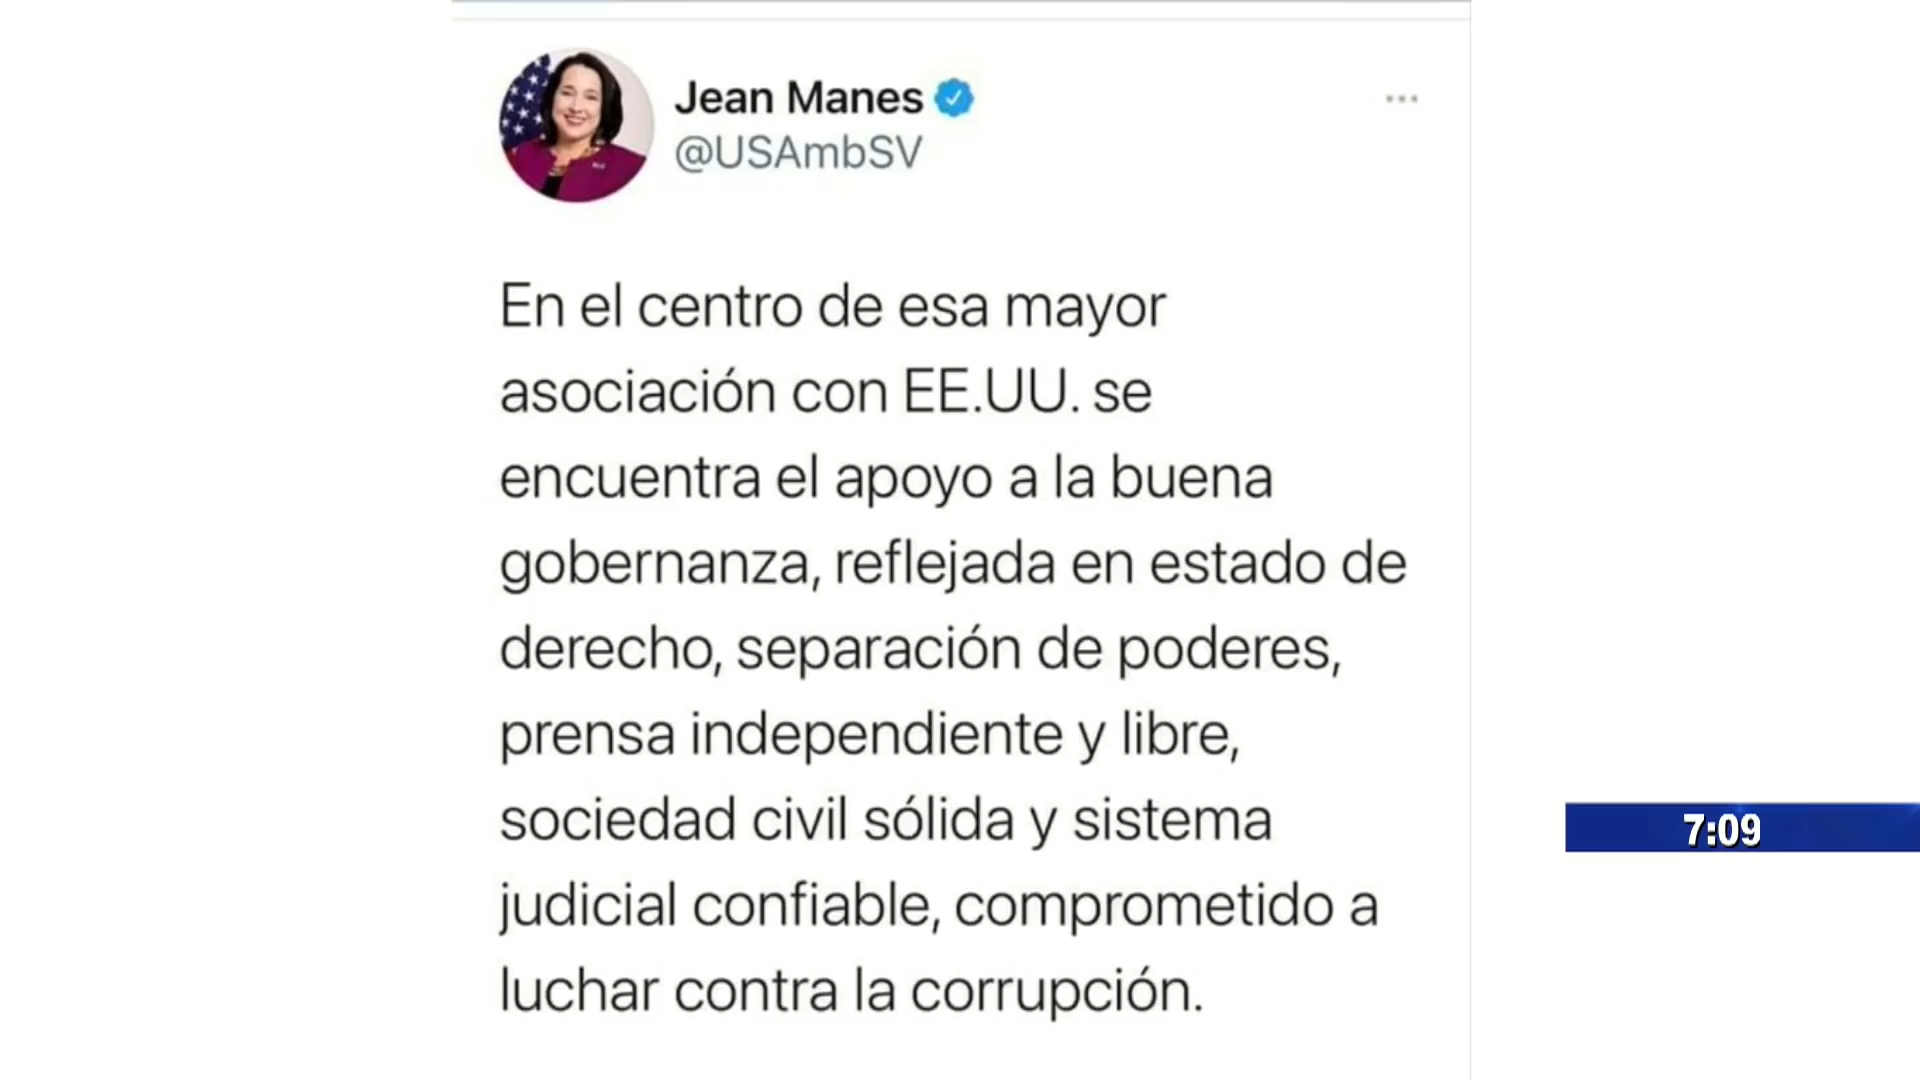 Jean Manes
@USAmbSV
En el centro de esa mayor
asociación con EE.UU. se
encuentra el apoyo a la buena
gobernanza, reflejada en estado de
derecho, separación de poderes,
prensa independiente y libre,
sociedad civil sólida y sistema
judicial confiable, comprometido a
luchar contra la corrupción.
7:09